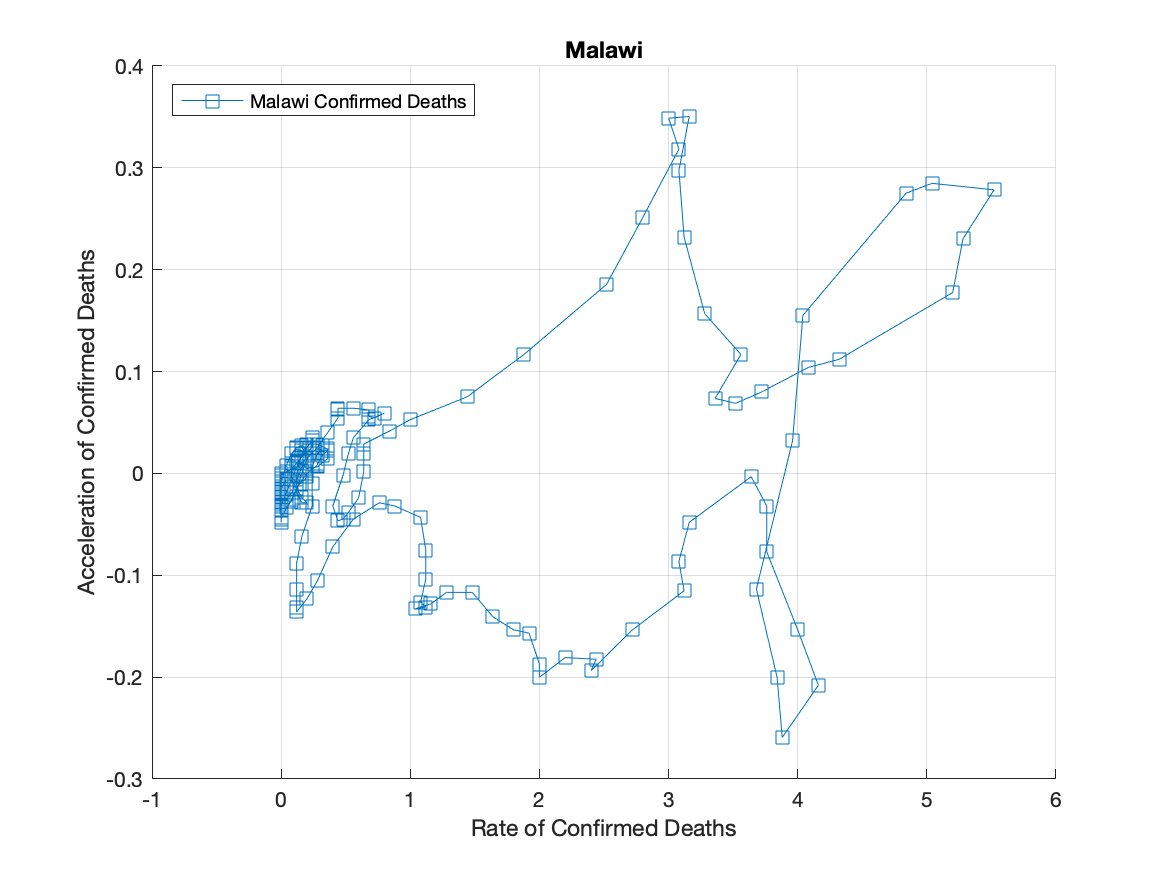 Malawi
Malawi Confirmed Deaths
0.4
0.3
0.2
0.1
0
-0.1
-0.2
-0.3
Acceleration of Confirmed Deaths
-1 0 1 2 3 4 5 6
Rate of Confirmed Deaths